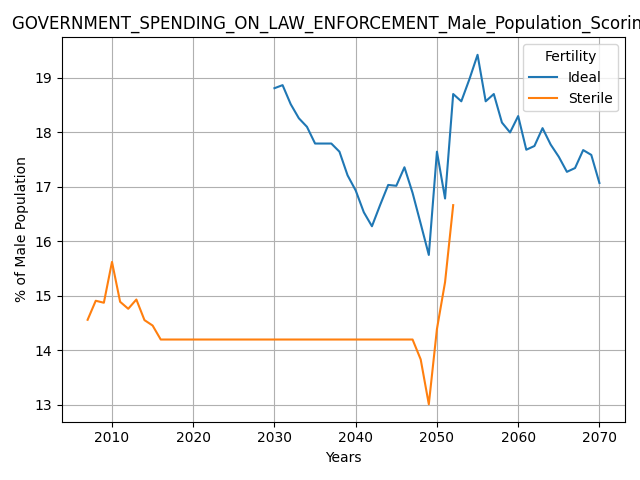 GOVERNMENT_SPENDING_ON_LAW_ENFORCEMENT_Male_Population_Scorin
Fertility
Ideal
Sterile
% of Male Population
19
18
17
16
15
14
13
2010 2020 2030 2040 2050 2060 2070
Years